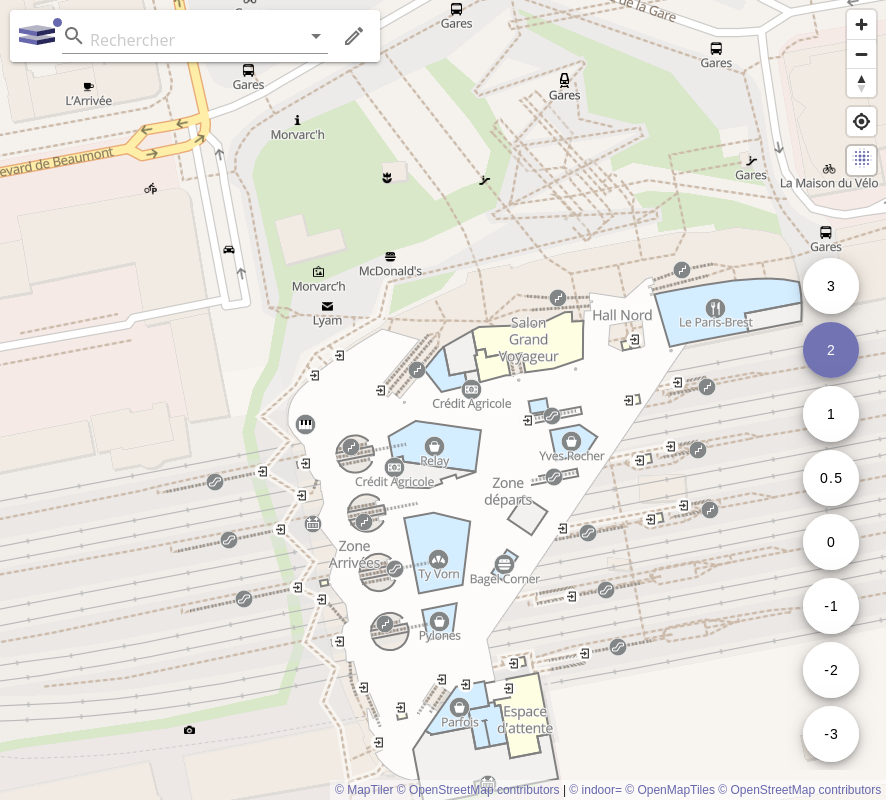 de la Gare
Gares
Rechercher
Gares
Gares
L'Arrivée
Gares
Morvarc'h
evard de Beaumont
P
Gares
La Maison du Vélo
Gares
McDonald's
Morvarc'h
Lyam
3
Hall Nord
Salon
Grand
Voyageur
Le Paris-Brest
2
Crédit Agricole
1
Relay
Yves Rocher
Crédit Agricole
Zone
départs
0.5
Zone
Arrivées
0
Ty Vorn
Bagel Corner
-1
Pylones
-2
Parfois
Espace
d'attente
-3
© MapTiler © OpenStreetMap contributors | © indoor= © OpenMapTiles © OpenStreetMap contributors